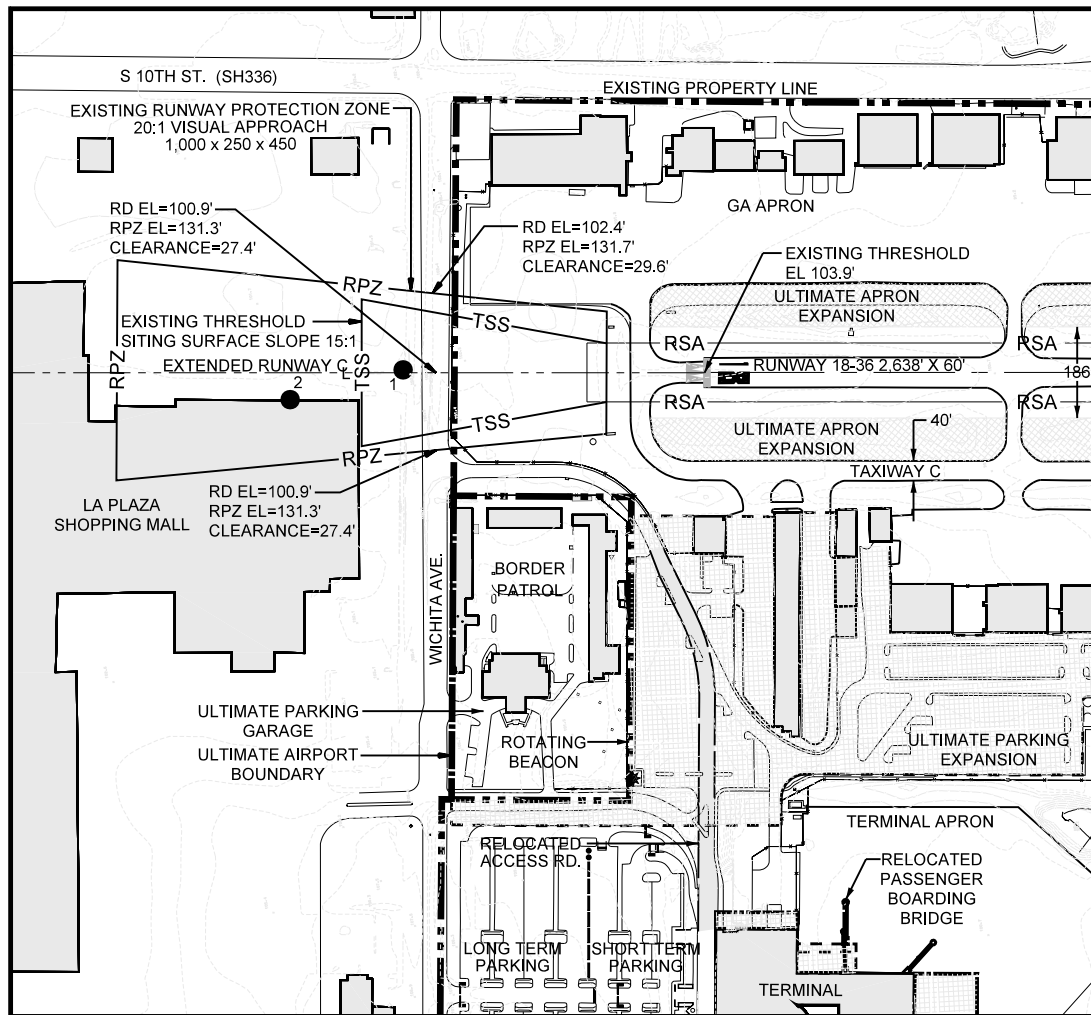 S 10TH ST. (SH336)
EXISTING PROPERTY LINE
EXISTING RUNWAY PROTECTION ZONE
20:1 VISUAL APPROACH
1,000 x 250 x 450
RD EL=100.9'
RPZ EL=131.3'
CLEARANCE=27.4'
RD EL=102.4'
RPZ EL=131.7'
CLEARANCE=29.6'
GA APRON
EXISTING THRESHOLD
EL 103.9'
ULTIMATE APRON
EXPANSION
RPZ
TSS
EXISTING THRESHOLD
SITING SURFACE SLOPE 15:1
EXTENDED RUNWAY CL
RPZ
TSS
1
2
RSA
RSA
RUNWAY 18-36 2,638' X 60'
186
RSA
RSA
TSS
RPZ
ULTIMATE APRON
EXPANSION
40'
TAXIWAY C
RD EL=100.9'
RPZ EL=131.3'
CLEARANCE=27.4'
LA PLAZA
SHOPPING MALL
WICHITA AVE.
BORDER
PATROL
ULTIMATE PARKING
GARAGE
ULTIMATE AIRPORT
BOUNDARY
ROTATING
BEACON
ULTIMATE PARKING
EXPANSION
TERMINAL APRON
RELOCATED
ACCESS RD.
RELOCATED
PASSENGER
BOARDING
BRIDGE
LONG TERM
PARKING
SHORT TERM
PARKING
TERMINAL